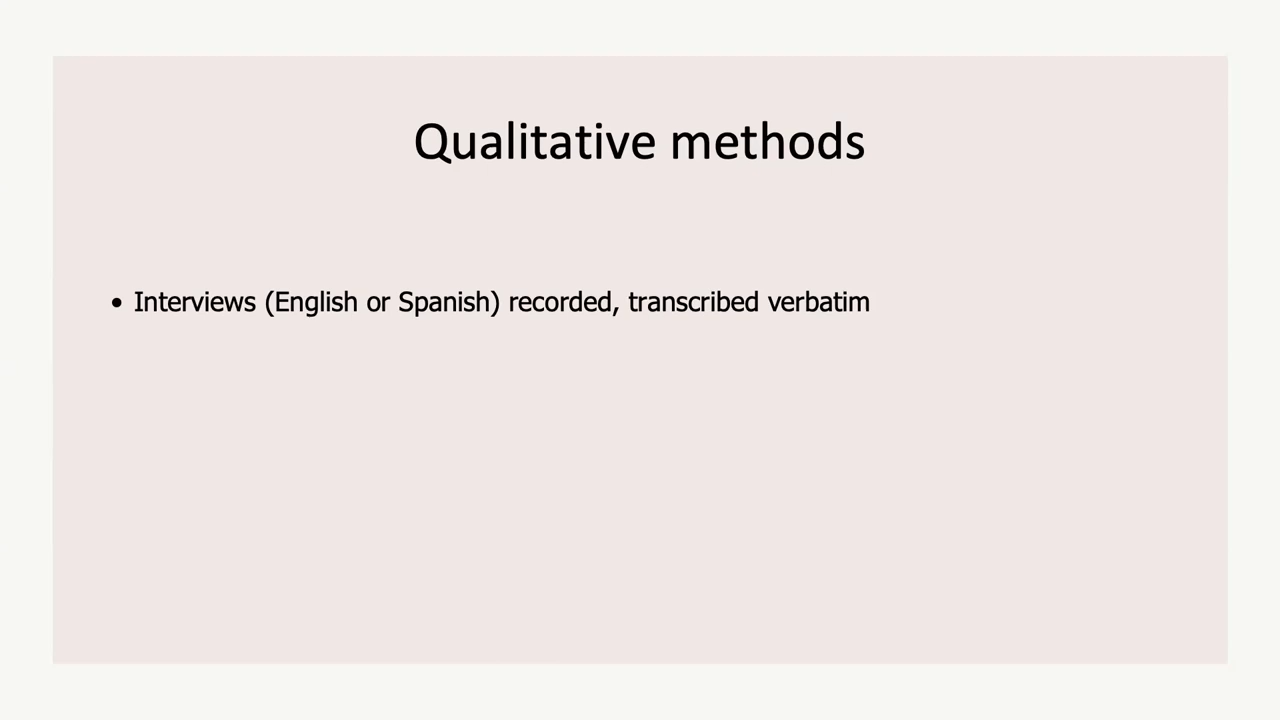 Qualitative methods
• Interviews (English or Spanish) recorded, transcribed verbatim